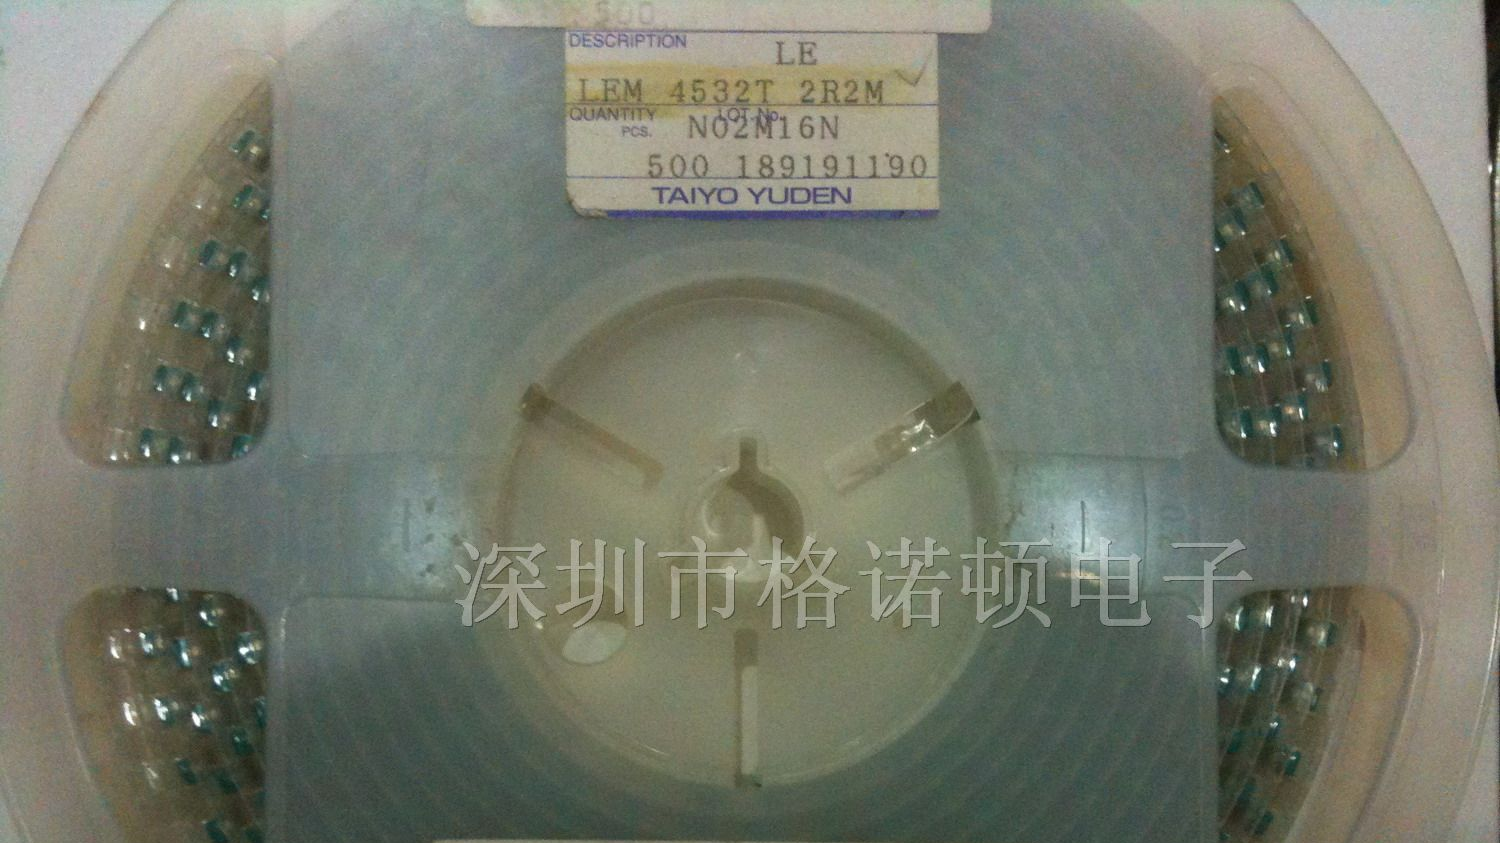 500
DESCRIPTION
LE
LEM 4532T 2R2M
QUANTITY PCS. LOT No.
N02M16N
500 189191190
TAIYO YUDEN
深圳市格诺顿电子